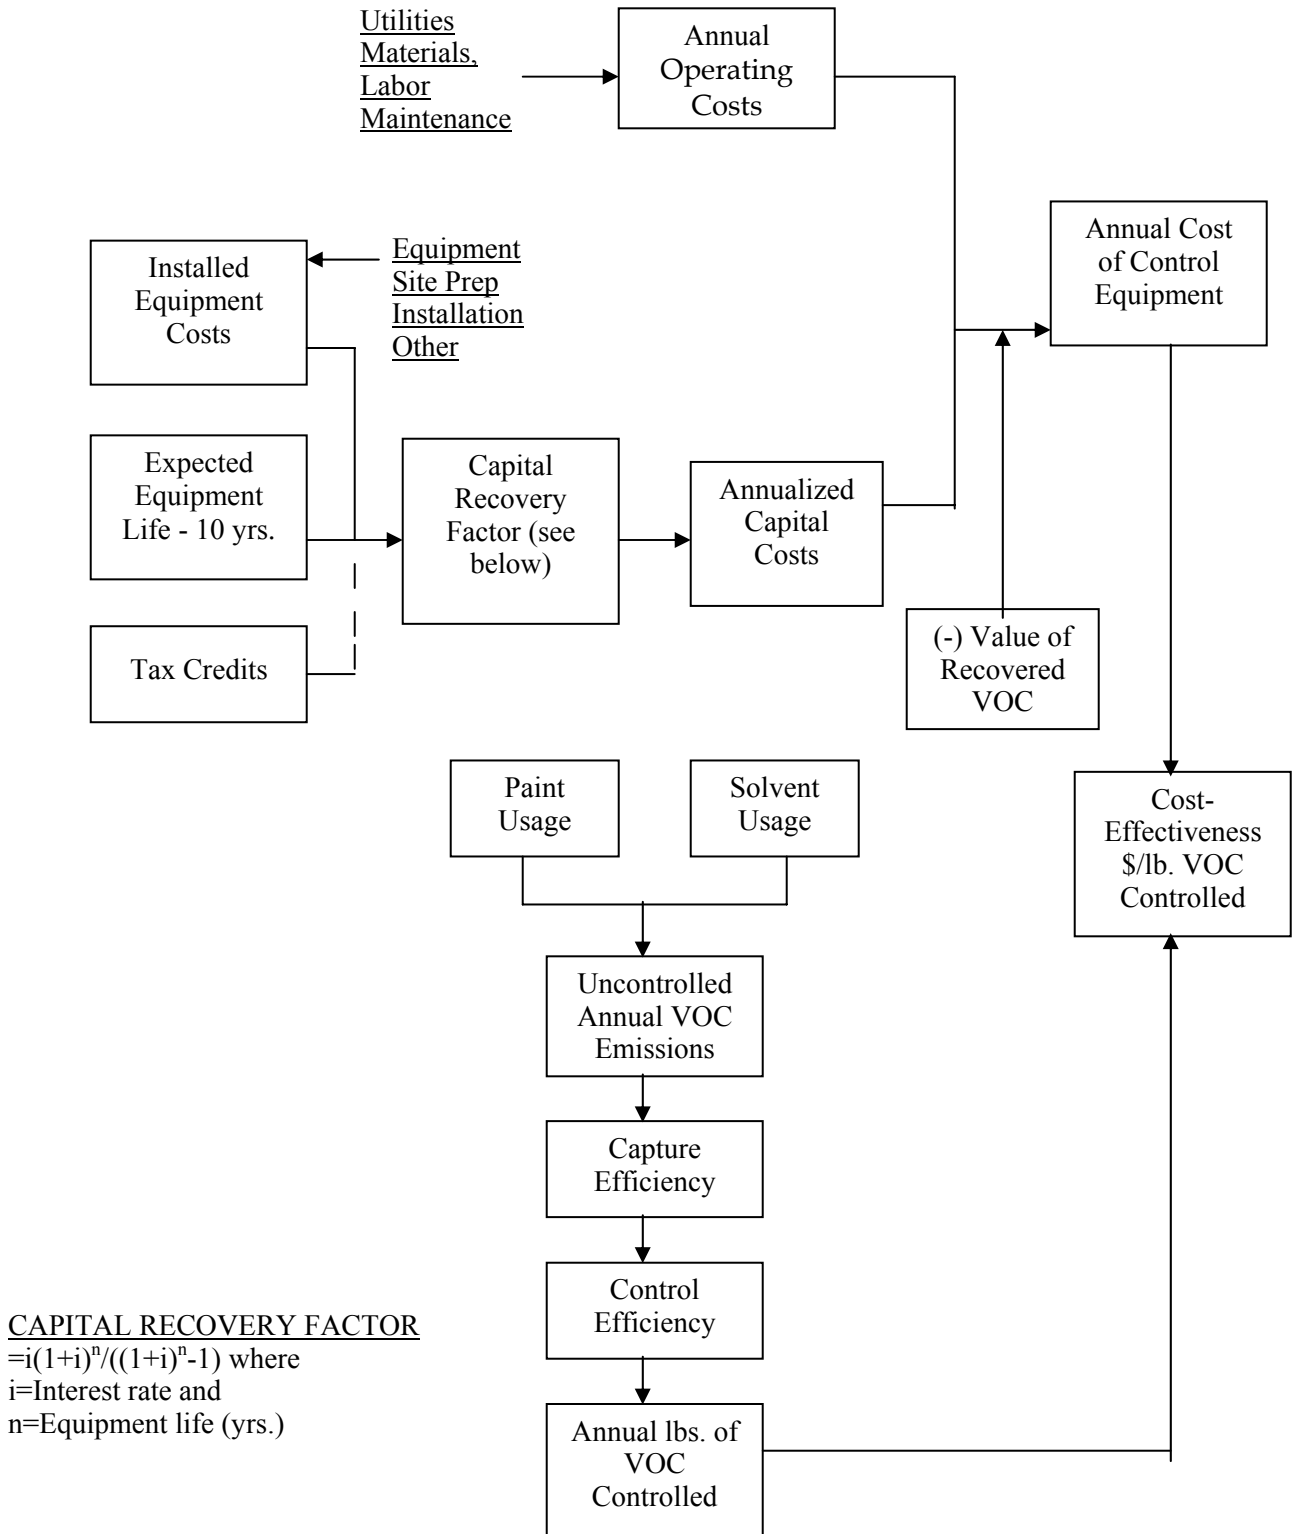 Utilities
Materials,
Labor
Maintenance
Annual
Operating
Costs
Installed
Equipment
Costs
Equipment
Site Prep
Installation
Other
Annual Cost
of Control
Equipment
Expected
Equipment
Life - 10 yrs.
Capital
Recovery
Factor (see
below)
Annualized
Capital
Costs
Tax Credits
(-) Value of
Recovered
VOC
Paint
Usage
Solvent
Usage
Cost-
Effectiveness
$/lb. VOC
Controlled
Uncontrolled
Annual VOC
Emissions
Capture
Efficiency
Control
Efficiency
CAPITAL RECOVERY FACTOR
=i(1+i)ⁿ/((1+i)ⁿ-1) where
i=Interest rate and
n=Equipment life (yrs.)
Annual lbs. of
VOC
Controlled